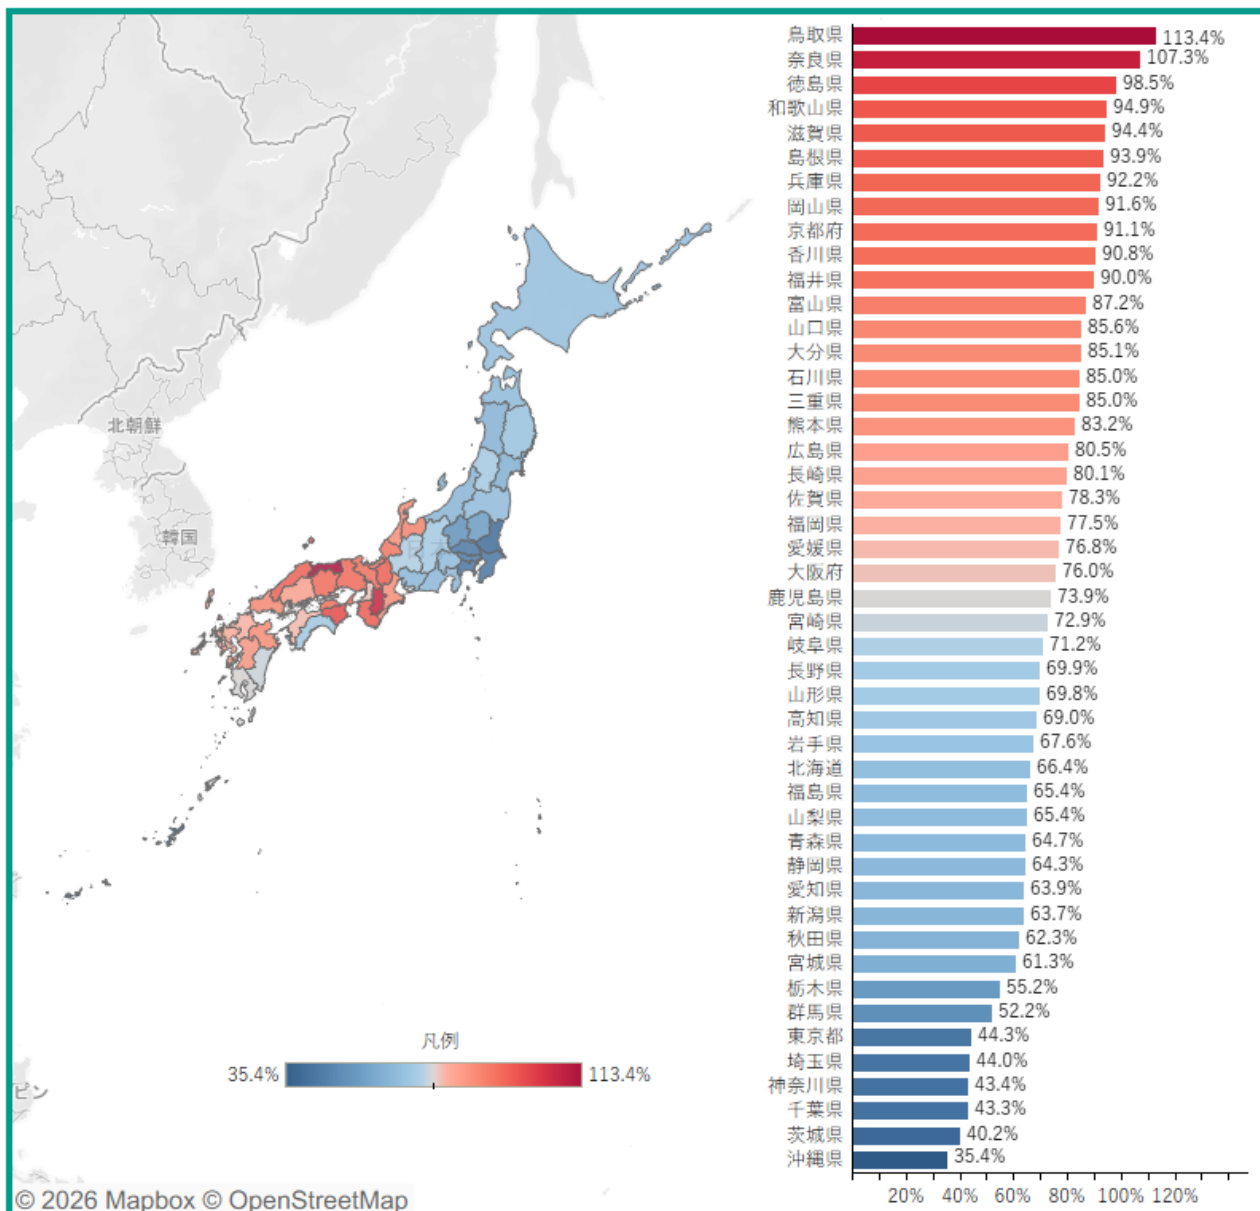 鳥取県 113.4%
奈良県 107.3%
徳島県 98.5%
和歌山県 94.9%
滋賀県 94.4%
島根県 93.9%
兵庫県 92.2%
岡山県 91.6%
京都府 91.1%
香川県 90.8%
福井県 90.0%
富山県 87.2%
山口県 85.6%
大分県 85.1%
石川県 85.0%
三重県 85.0%
熊本県 83.2%
広島県 80.5%
長崎県 80.1%
佐賀県 78.3%
福岡県 77.5%
愛媛県 76.8%
大阪府 76.0%
鹿児島県 73.9%
宮崎県 72.9%
岐阜県 71.2%
長野県 69.9%
山形県 69.8%
高知県 69.0%
岩手県 67.6%
北海道 66.4%
福島県 65.4%
山梨県 65.4%
青森県 64.7%
静岡県 64.3%
愛知県 63.9%
新潟県 63.7%
秋田県 62.3%
宮城県 61.3%
栃木県 55.2%
群馬県 52.2%
東京都 44.3%
埼玉県 44.0%
神奈川県 43.4%
千葉県 43.3%
茨城県 40.2%
沖縄県 35.4%
20% 40% 60% 80% 100% 120%
北朝鮮
韓国
凡例
35.4% 113.4%
ピン
© 2026 Mapbox © OpenStreetMap